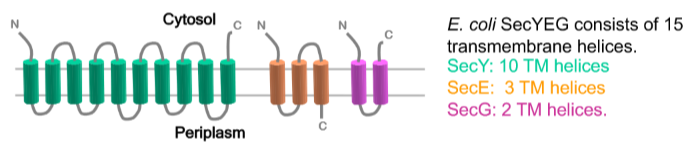 Cytosol
N
C
N
N
C
C
Periplasm
E. coli SecYEG consists of 15
transmembrane helices.
SecY: 10 TM helices
SecE:  3 TM helices
SecG: 2 TM helices.